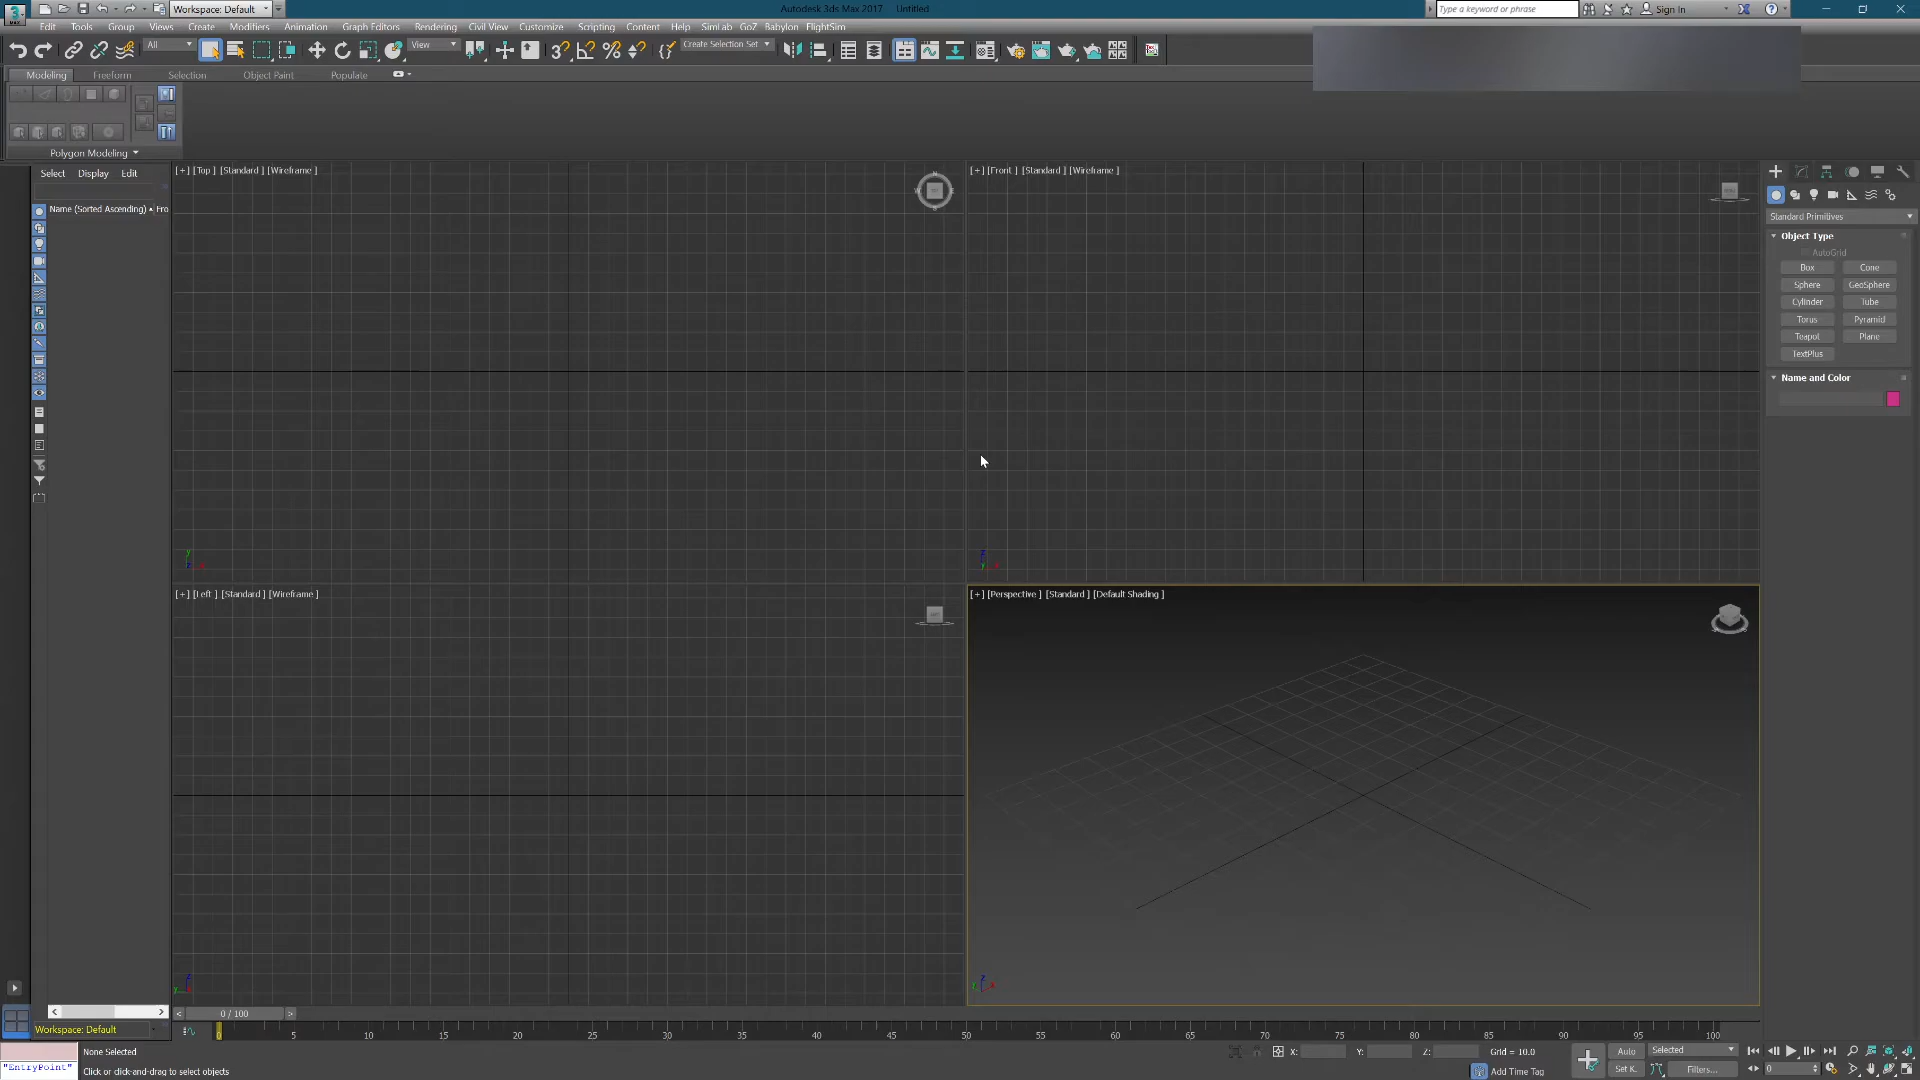 Workspace: Default
Autodesk 3ds Max 2017 Untitled
Type a keyword or phrase
Sign In
Edit Tools Group Views Create Modifiers Animation Graph Editors Rendering Civil View Customize Scripting Content Help SimLab GoZ Babylon FlightSim
All
View
Create Selection Set
Modeling Freeform Selection Object Paint Populate
Polygon Modeling
Select Display Edit
Name (Sorted Ascending) Fro
[+] [Top ] [Standard ] [Wireframe ]
[+] [Front ] [Standard ] [Wireframe ]
Standard Primitives
Object Type
AutoGrid
Box Cone
Sphere GeoSphere
Cylinder Tube
Torus Pyramid
Teapot Plane
TextPlus
Name and Color
[+] [Left ] [Standard ] [Wireframe ]
[+] [Perspective ] [Standard ] [Default Shading ]
< 0 / 100 >
Workspace: Default
0 5 10 15 20 25 30 35 40 45 50 55 60 65 70 75 80 85 90 95 100
None Selected
X: Y: Z: Grid = 10.0
Auto Selected
"EntryPoint"
Click or click-and-drag to select objects
Add Time Tag
Set K. Filters...
0